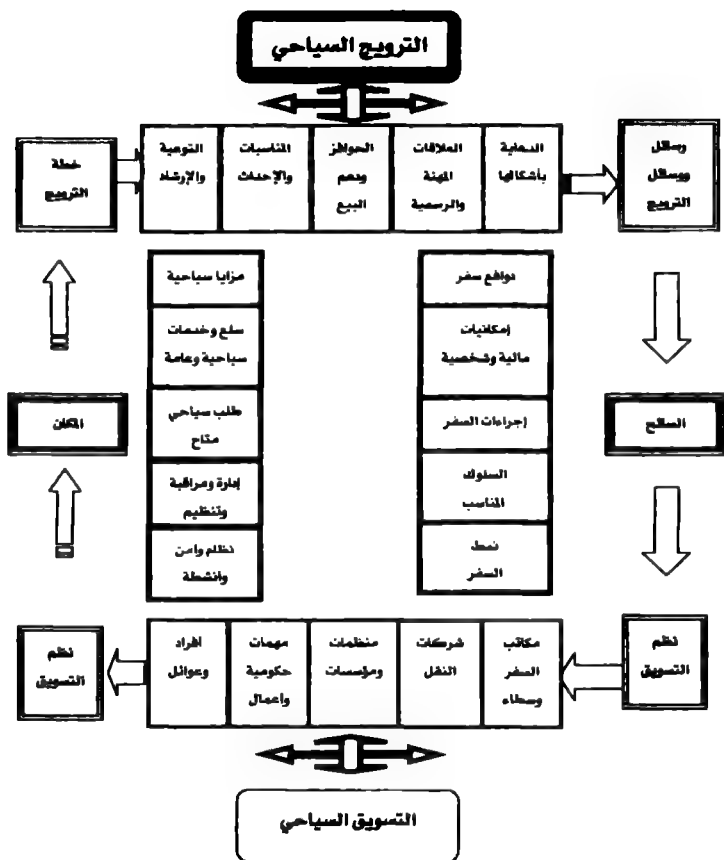 الترويج السياحي
وسائل
ووسائل
الترويج
الدعاية
بأشكالها
العلاقات
المهنة
والرسمية
الحوافز
ودعم
البيع
المناسبات
والإحداث
التوعية
والإرشاد
خطة
الترويج
دوافع سفر
إمكانيات
مالية وشخصية
إجراءات السفر
السلوك
المناسب
نمط
السفر
مزايا سياحية
سلع وخدمات
سياحية وعامة
طلب سياحي
متاح
إدارة ومراقبة
وتنظيم
نظام وامن
وانشطة
السائح
المكان
نظم
التسويق
مكاتب
السفر
وسطاء
شركات
النقل
منظمات
ومؤسسات
مهمات
حكومية
واعمال
افراد
وعوائل
نظم
التسويق
التسويق السياحي